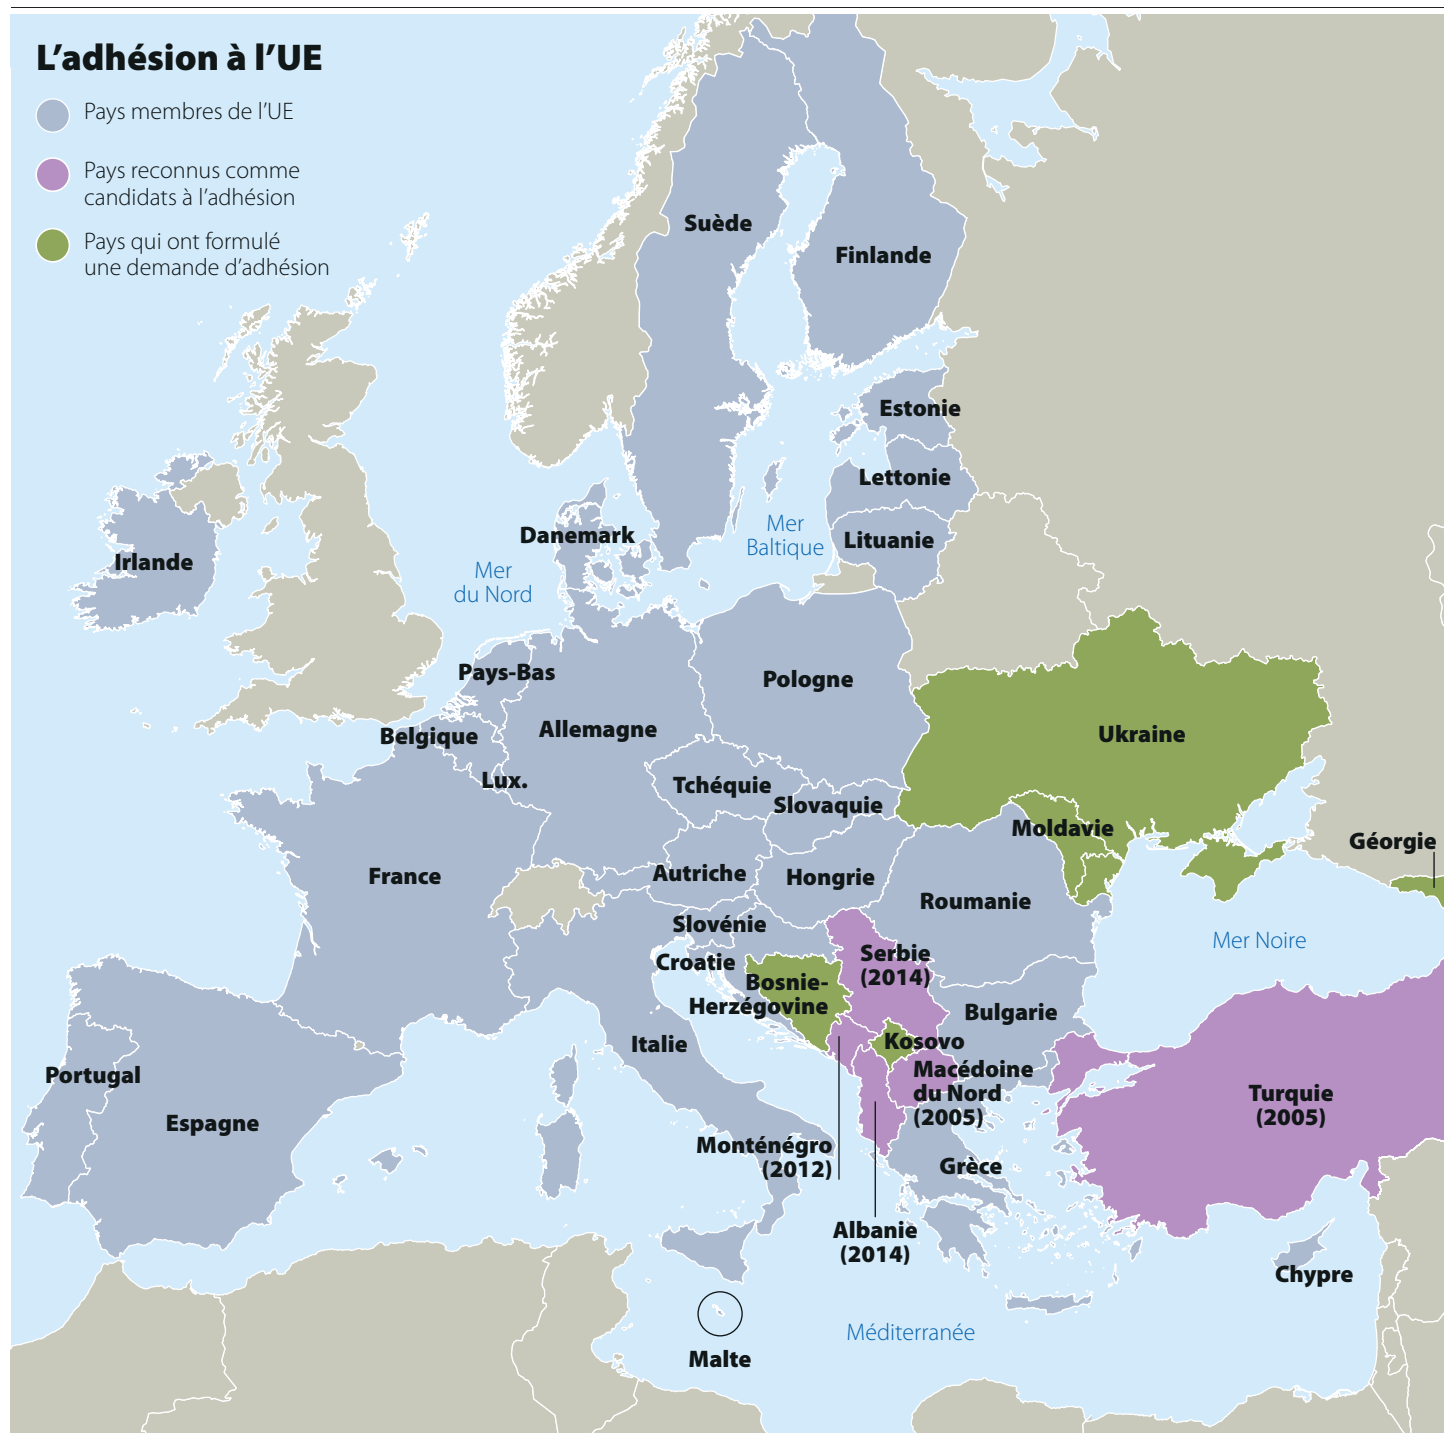 L’adhésion à l’UE
Pays membres de l’UE
Pays reconnus comme
candidats à l’adhésion
Pays qui ont formulé
une demande d’adhésion
Suède
Finlande
Estonie
Lettonie
Lituanie
Mer
Baltique
Danemark
Irlande
Mer
du Nord
Pays-Bas
Pologne
Belgique
Allemagne
Ukraine
Lux.
Tchéquie
Slovaquie
Moldavie
Géorgie
France
Autriche
Hongrie
Roumanie
Slovénie
Mer Noire
Croatie
Serbie
(2014)
Bosnie-
Herzégovine
Bulgarie
Italie
Kosovo
Macédoine
du Nord
(2005)
Portugal
Espagne
Turquie
(2005)
Monténégro
(2012)
Grèce
Albanie
(2014)
Chypre
Malte
Méditerranée